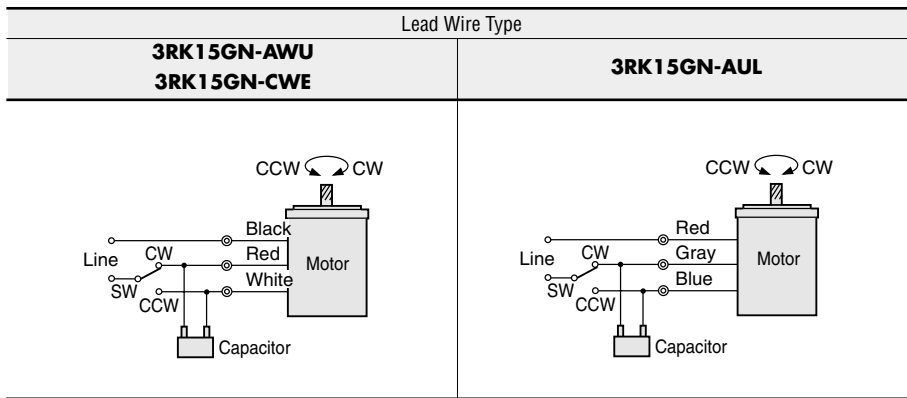 Lead Wire Type
3RK15GN-AWU
3RK15GN-CWE
3RK15GN-AUL
CCW CW
Black
Red
White
Line
CW
SW
CCW
Motor
Capacitor
CCW CW
Red
Gray
Blue
Line
CW
SW
CCW
Motor
Capacitor